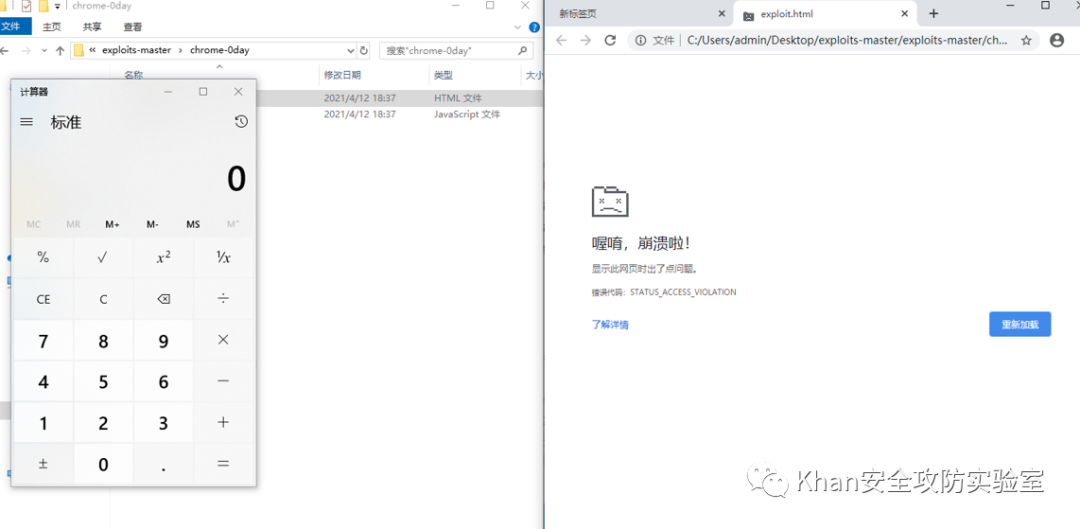 chrome-0day
文件 主页 共享 查看
« exploits-master › chrome-0day
搜索"chrome-0day"
名称 修改日期 类型 大小
2021/4/12 18:37 HTML 文件
2021/4/12 18:37 JavaScript 文件
计算器
标准
0
MC MR M+ M- MS M˅
% √ x² ¹/x
CE C ⌫ ÷
7 8 9 ×
4 5 6 −
1 2 3 +
± 0 . =
新标签页
exploit.html
文件 | C:/Users/admin/Desktop/exploits-master/exploits-master/ch...
喔唷，崩溃啦！
显示此网页时出了点问题。
错误代码：STATUS_ACCESS_VIOLATION
了解详情
重新加载
Khan安全攻防实验室